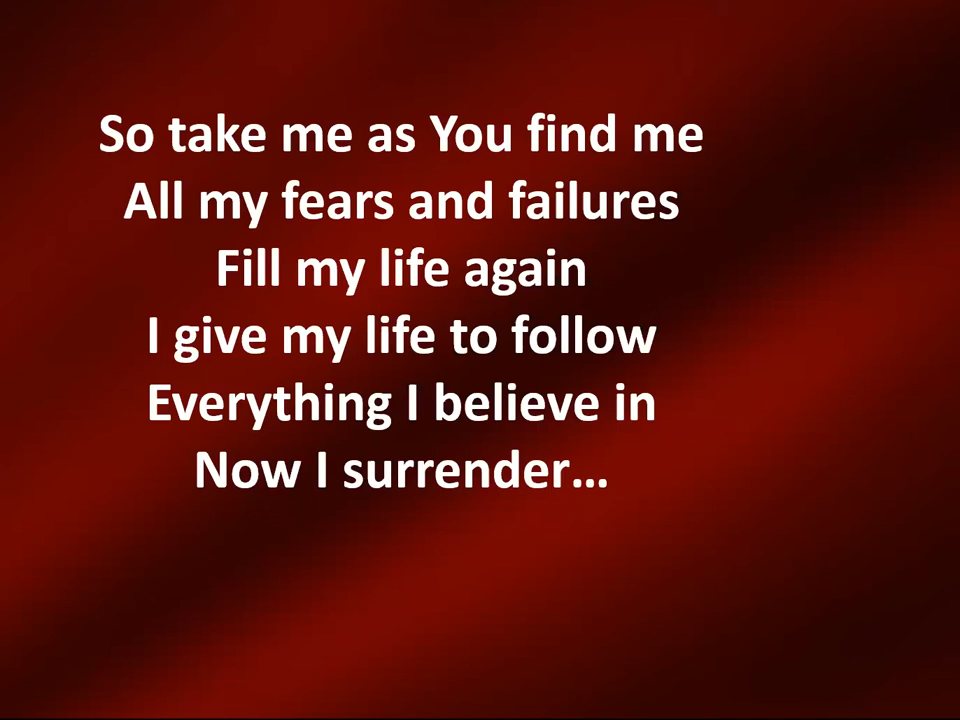 So take me as You find me
All my fears and failures
Fill my life again
I give my life to follow
Everything I believe in
Now I surrender…